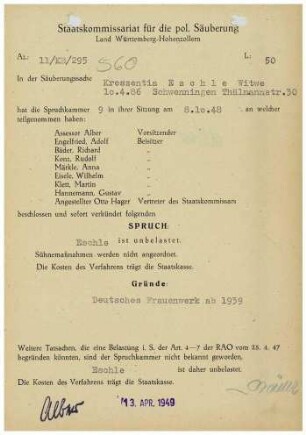 Staatskommissariat für die pol. Säuberung
Land Württemberg-Hohenzollern
Az.: 11/KB/295 S60 L: 50
In der Säuberungssache Kreszentia Eschle Witwe
10.4.86 Schwenningen Thälmannstr.30
hat die Spruchkammer 9 in ihrer Sitzung am 8.10.48 an welcher
teilgenommen haben:
Assessor Alber Vorsitzender
Engelfried, Adolf Beisitzer
Bäder, Richard „
Kenz, Rudolf „
Märkle, Anna „
Eisele, Wilhelm „
Klett, Martin „
Hannemann, Gustav „
Angestellter Otto Hager Vertreter des Staatskommissars
beschlossen und sofort verkündet folgenden
SPRUCH:
Eschle ist unbelastet.
Sühnemaßnahmen werden nicht angeordnet.
Die Kosten des Verfahrens trägt die Staatskasse.
Gründe:
Deutsches Frauenwerk ab 1939
Weitere Tatsachen, die eine Belastung i. S. der Art. 4–7 der RAO vom 25. 4. 47
begründen könnten, sind der Spruchkammer nicht bekannt geworden,
Eschle ist daher unbelastet.
Die Kosten des Verfahrens trägt die Staatskasse.
Alber
13. APR. 1949